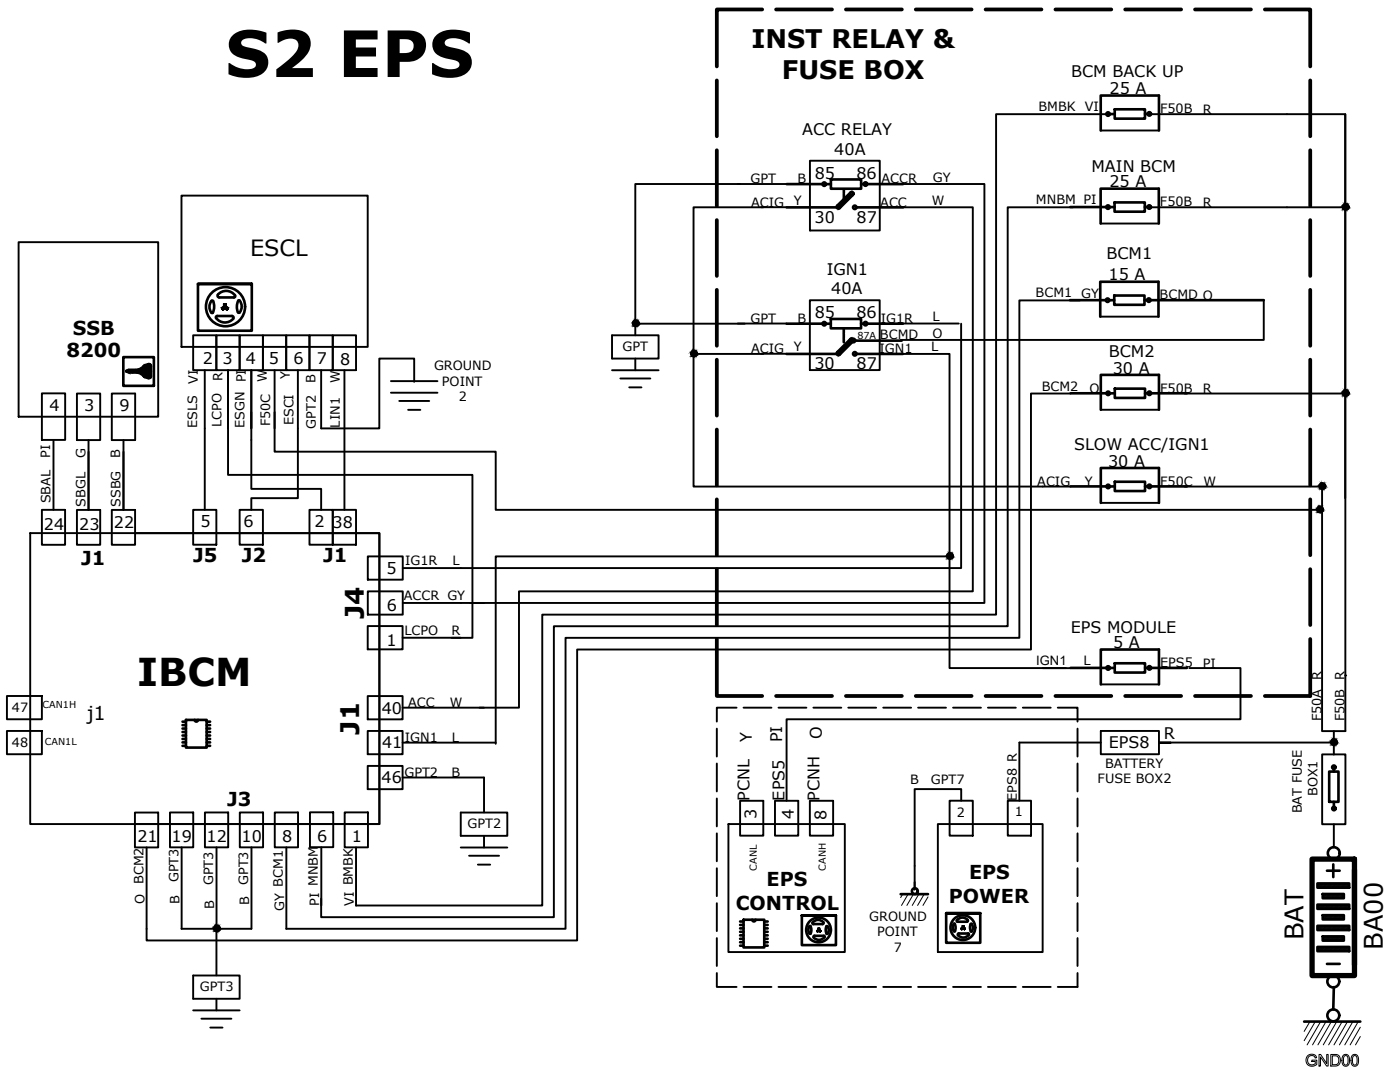 S2 EPS
INST RELAY &
FUSE BOX
BCM BACK UP
25 A
BMBK VI
F50B R
ACC RELAY
40A
MAIN BCM
25 A
GPT B
85 86
ACCR GY
ACIG Y
30 87
ACC W
MNBM PI
F50B R
ESCL
IGN1
40A
BCM1
15 A
BCM1 GY
BCMD O
SSB
8200
GPT B
85 86
IG1R L
87A
BCMD O
ACIG Y
30 87
IGN1 L
GPT
BCM2
30 A
BCM2 O
F50B R
2 3 4 5 6 7 8
GROUND
POINT
2
ESLS VI
LCPO R
ESGN PI
F50C W
ESCI Y
GPT2 B
LIN1 W
4 3 9
SBAL PI
SBGL G
SSBG B
SLOW ACC/IGN1
30 A
ACIG Y
F50C W
24 23 22
5 6 2 38
J1 J5 J2 J1
5 IG1R L
J4
6 ACCR GY
1 LCPO R
EPS MODULE
5 A
IGN1 L
EPS5 PI
IBCM
F50A R
F50B R
47 CAN1H
j1
48 CAN1L
J1
40 ACC W
41 IGN1 L
46 GPT2 B
EPS8 R
BATTERY
FUSE BOX2
BAT FUSE
BOX1
PCNL Y
EPS5 PI
PCNH O
B GPT7
EPS8 R
3 4 8
2 1
J3
21 19 12 10 8 6 1
GPT2
O BCM2
B GPT3
B GPT3
B GPT3
GY BCM1
PI MNBM
VI BMBK
CANL
CANH
EPS
CONTROL
EPS
POWER
GROUND
POINT
7
+
BAT
BA00
−
GPT3
GND00